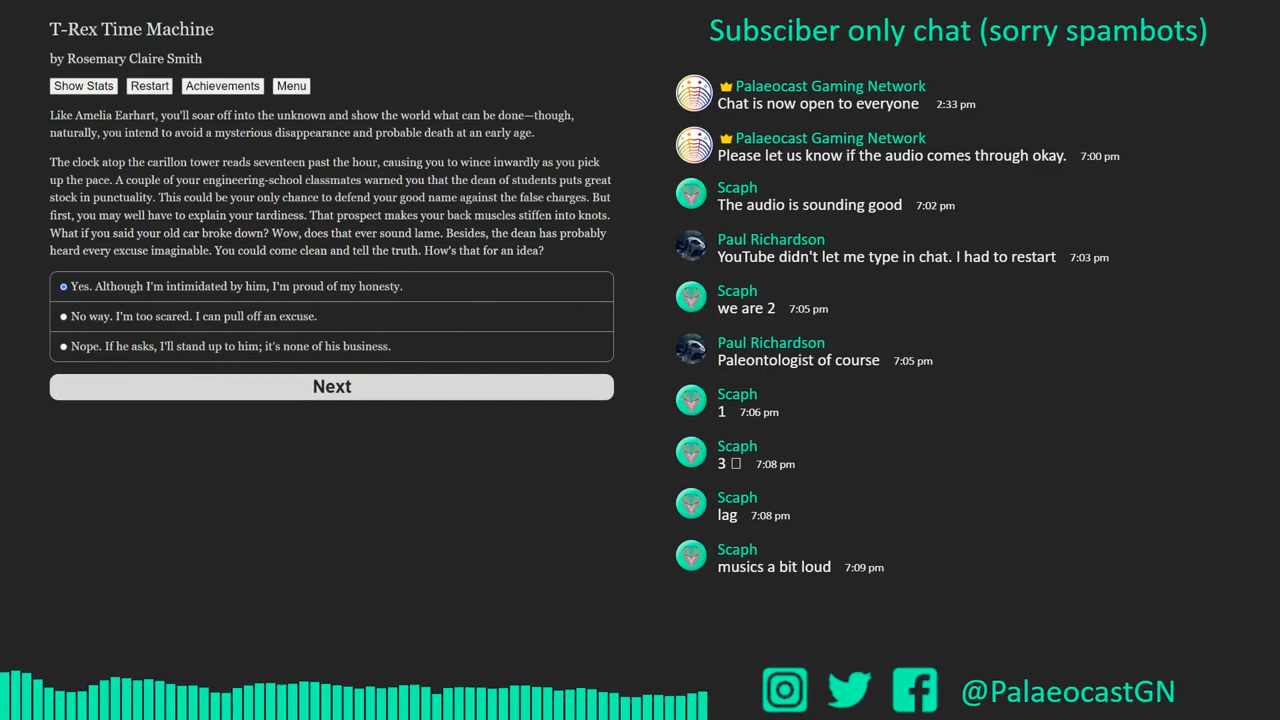 T-Rex Time Machine
by Rosemary Claire Smith
Show Stats
Restart
Achievements
Menu
Like Amelia Earhart, you'll soar off into the unknown and show the world what can be done—though,
naturally, you intend to avoid a mysterious disappearance and probable death at an early age.
The clock atop the carillon tower reads seventeen past the hour, causing you to wince inwardly as you pick
up the pace. A couple of your engineering-school classmates warned you that the dean of students puts great
stock in punctuality. This could be your only chance to defend your good name against the false charges. But
first, you may well have to explain your tardiness. That prospect makes your back muscles stiffen into knots.
What if you said your old car broke down? Wow, does that ever sound lame. Besides, the dean has probably
heard every excuse imaginable. You could come clean and tell the truth. How's that for an idea?
Yes. Although I'm intimidated by him, I'm proud of my honesty.
No way. I'm too scared. I can pull off an excuse.
Nope. If he asks, I'll stand up to him; it's none of his business.
Next
Subsciber only chat (sorry spambots)
Palaeocast Gaming Network
Chat is now open to everyone 2:33 pm
Palaeocast Gaming Network
Please let us know if the audio comes through okay. 7:00 pm
Scaph
The audio is sounding good 7:02 pm
Paul Richardson
YouTube didn't let me type in chat. I had to restart 7:03 pm
Scaph
we are 2 7:05 pm
Paul Richardson
Paleontologist of course 7:05 pm
Scaph
1 7:06 pm
Scaph
3 7:08 pm
Scaph
lag 7:08 pm
Scaph
musics a bit loud 7:09 pm
@PalaeocastGN